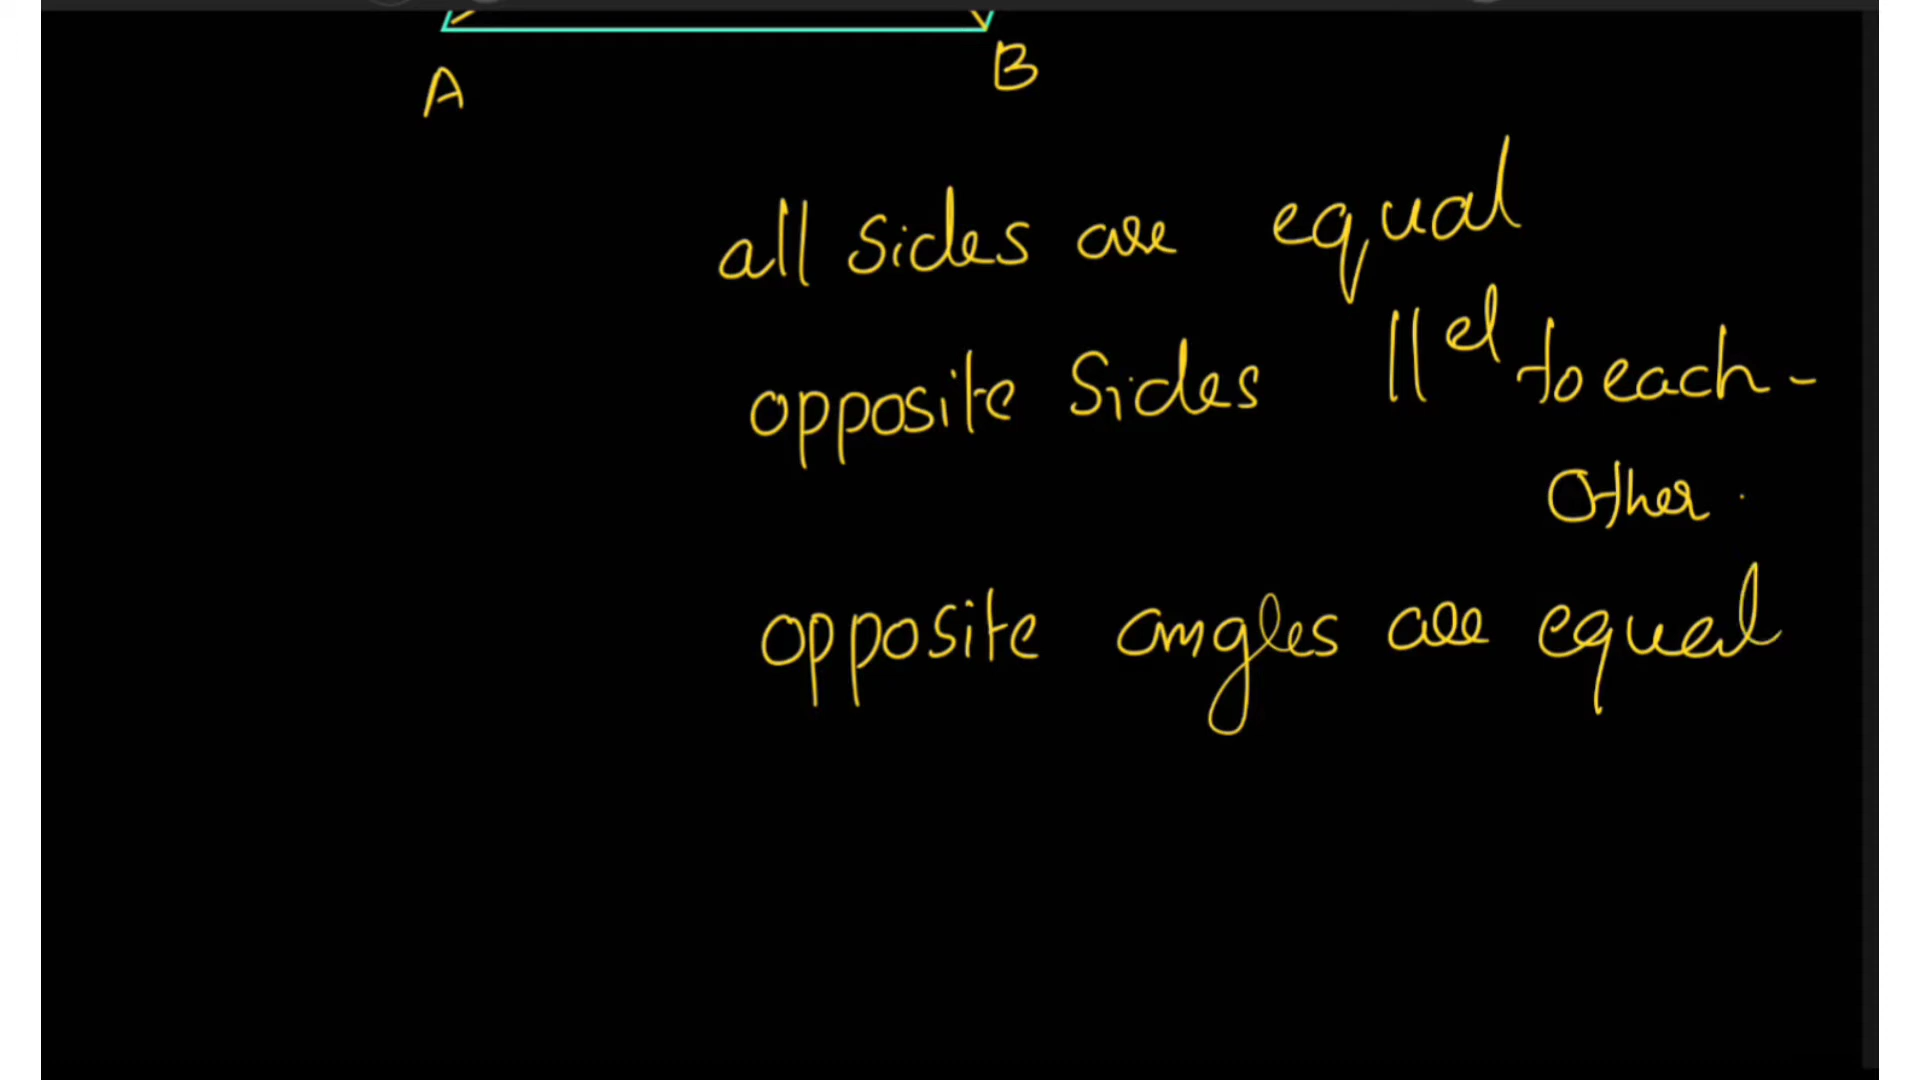 A B
all sides are equal
opposite Sides ||el to each-
Other.
opposite angles are equal